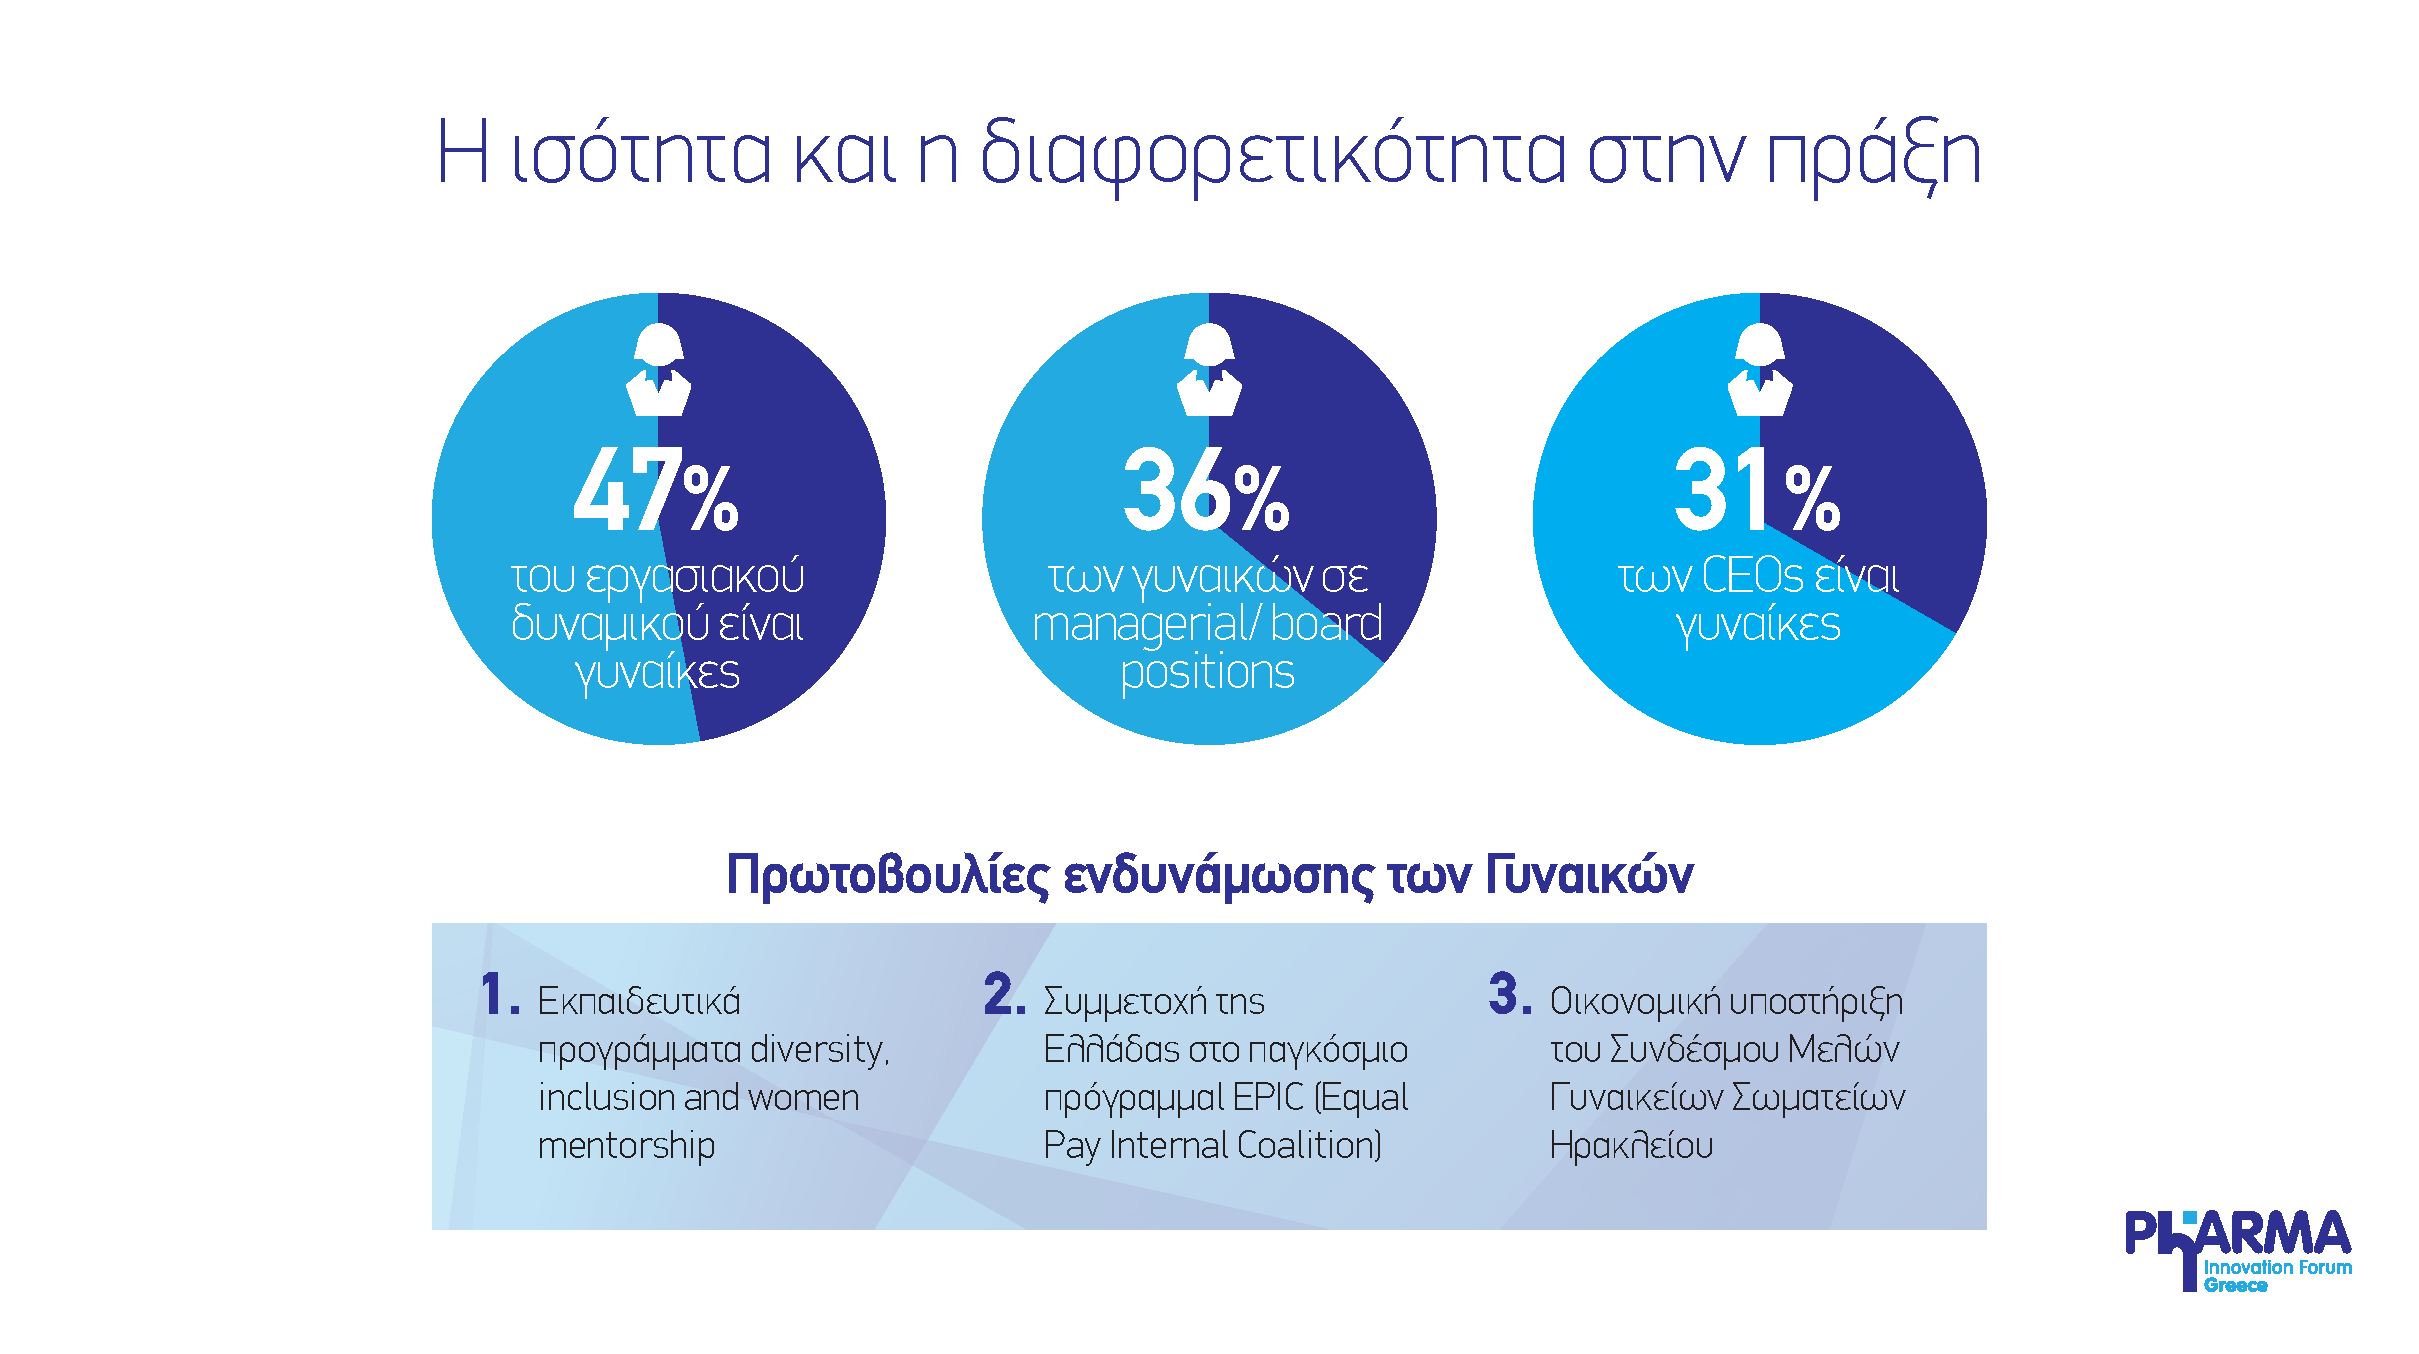 Η ισότητα και η διαφορετικότητα στην πράξη
47%
του εργασιακού
δυναμικού είναι
γυναίκες
36%
των γυναικών σε
managerial/ board
positions
31%
των CEOs είναι
γυναίκες
Πρωτοβουλίες ενδυνάμωσης των Γυναικών
1. Εκπαιδευτικά
προγράμματα diversity,
inclusion and women
mentorship
2. Συμμετοχή της
Ελλάδας στο παγκόσμιο
πρόγραμμαl EPIC (Equal
Pay Internal Coalition)
3. Οικονομική υποστήριξη
του Συνδέσμου Μελών
Γυναικείων Σωματείων
Ηρακλείου
PhARMA
Innovation Forum
Greece